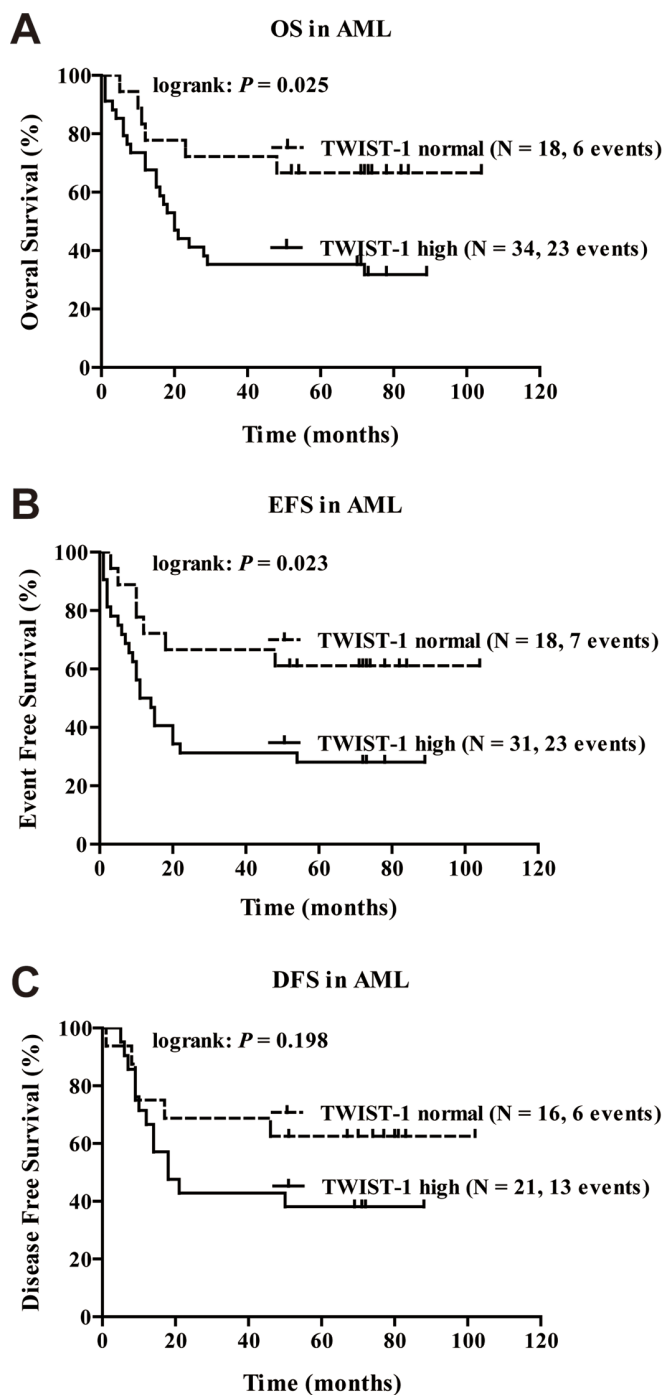 A
OS in AML
Overal Survival (%)
100
80
60
40
20
0
logrank: P = 0.025
TWIST-1 normal (N = 18, 6 events)
TWIST-1 high (N = 34, 23 events)
0 20 40 60 80 100 120
Time (months)
B
EFS in AML
Event Free Survival (%)
100
80
60
40
20
0
logrank: P = 0.023
TWIST-1 normal (N = 18, 7 events)
TWIST-1 high (N = 31, 23 events)
0 20 40 60 80 100 120
Time (months)
C
DFS in AML
Disease Free Survival (%)
100
80
60
40
20
0
logrank: P = 0.198
TWIST-1 normal (N = 16, 6 events)
TWIST-1 high (N = 21, 13 events)
0 20 40 60 80 100 120
Time (months)